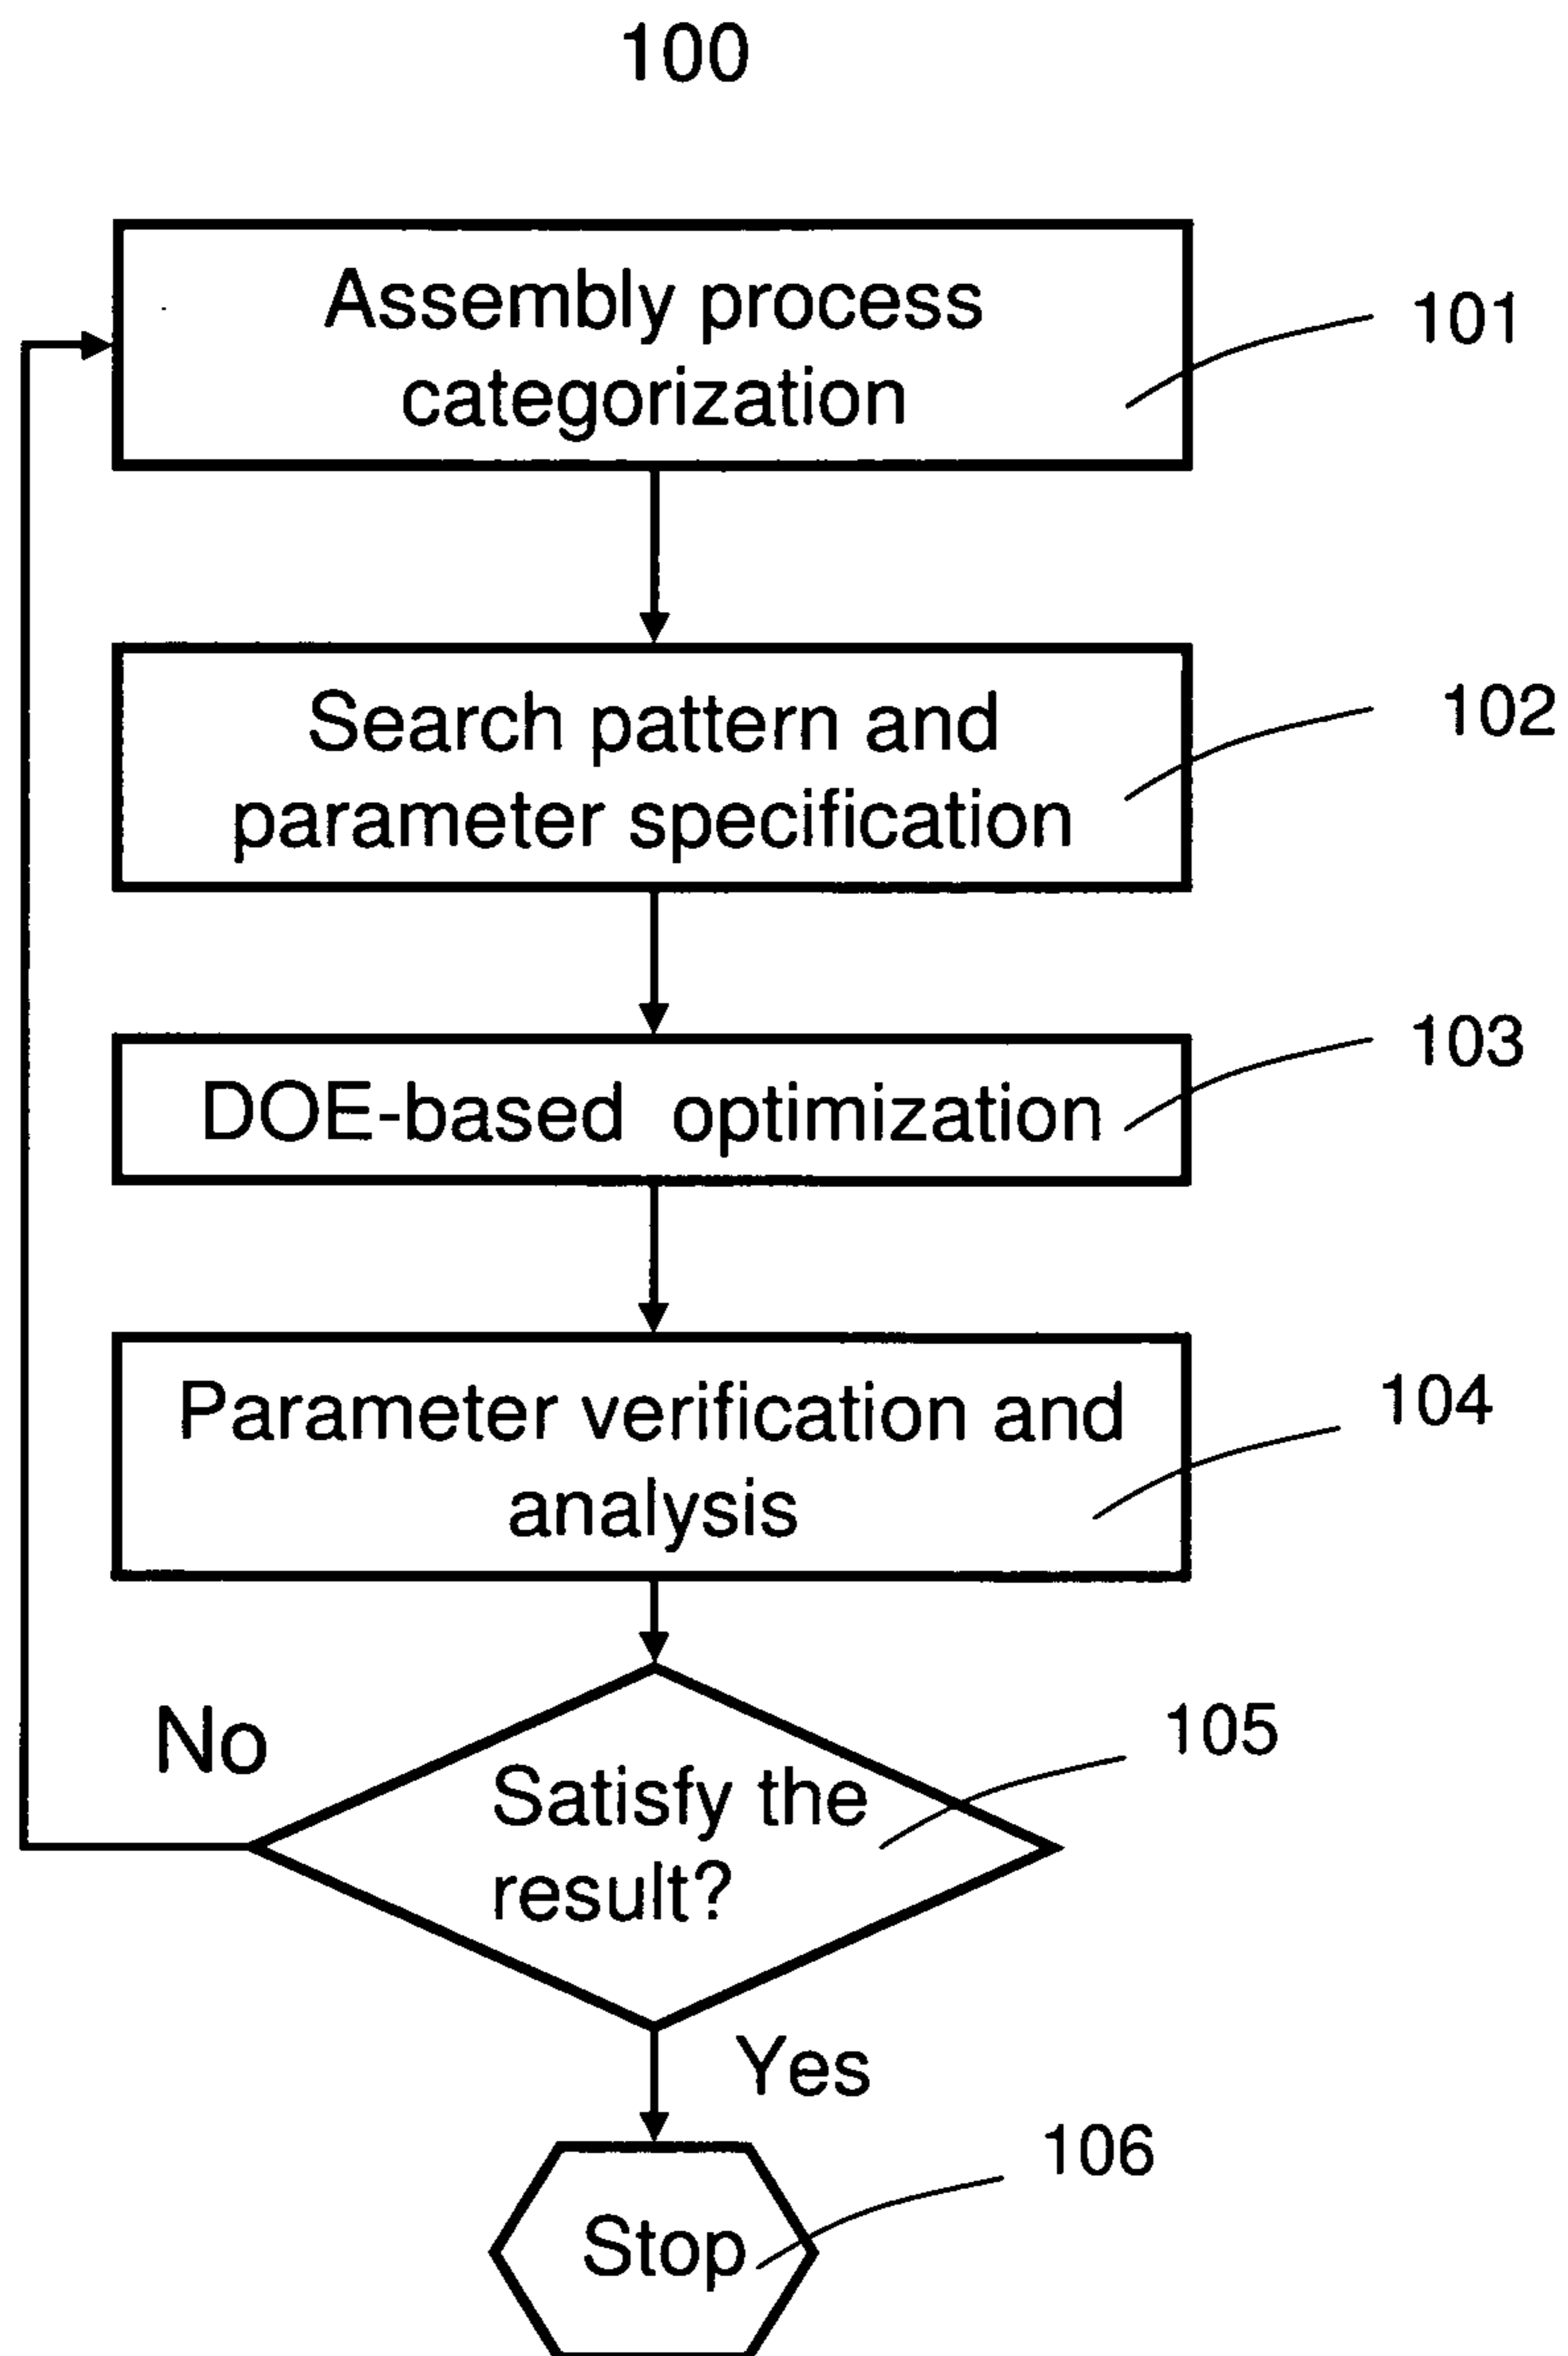 100
Assembly process
categorization
101
Search pattern and
parameter specification
102
DOE-based optimization
103
Parameter verification and
analysis
104
No
Satisfy the
result?
105
Yes
Stop
106